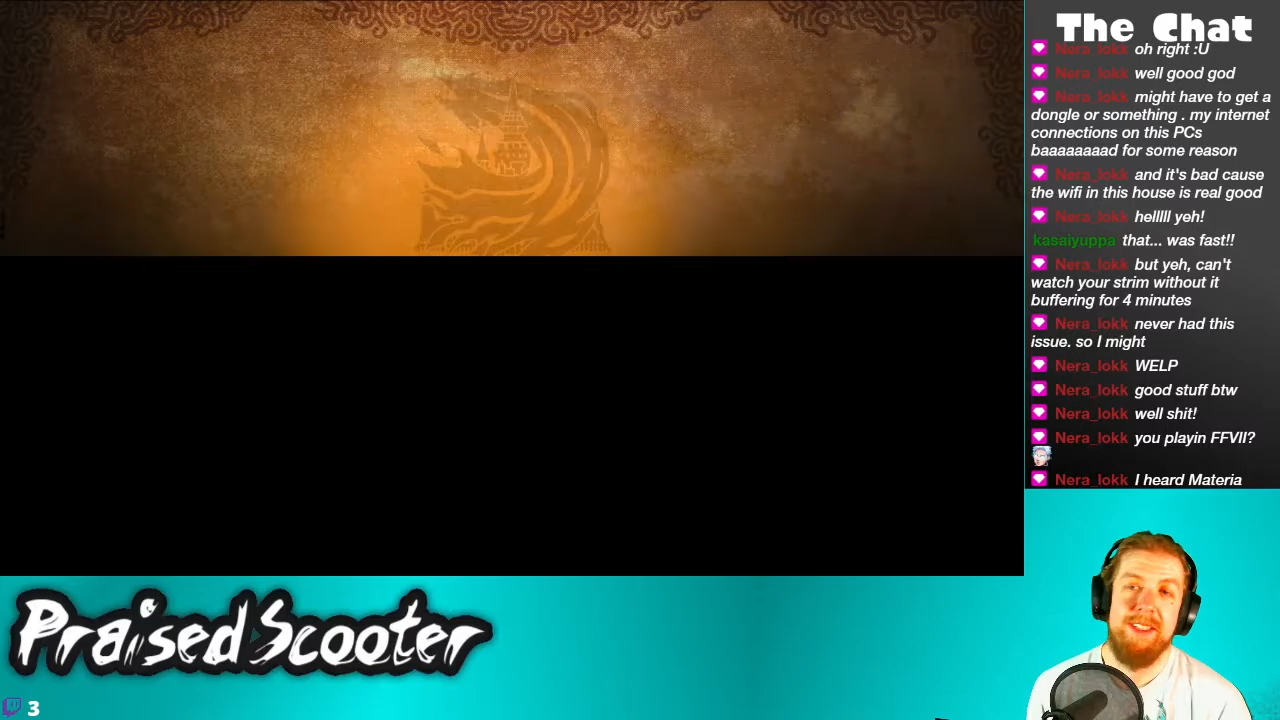 The Chat
Nera_lokk oh right :U
Nera_lokk well good god
Nera_lokk might have to get a
dongle or something . my internet
connections on this PCs
baaaaaaad for some reason
Nera_lokk and it's bad cause
the wifi in this house is real good
Nera_lokk helllll yeh!
kasaiyuppa that... was fast!!
Nera_lokk but yeh, can't
watch your strim without it
buffering for 4 minutes
Nera_lokk never had this
issue. so I might
Nera_lokk WELP
Nera_lokk good stuff btw
Nera_lokk well shit!
Nera_lokk you playin FFVII?
Nera_lokk I heard Materia
PraisedScooter
3